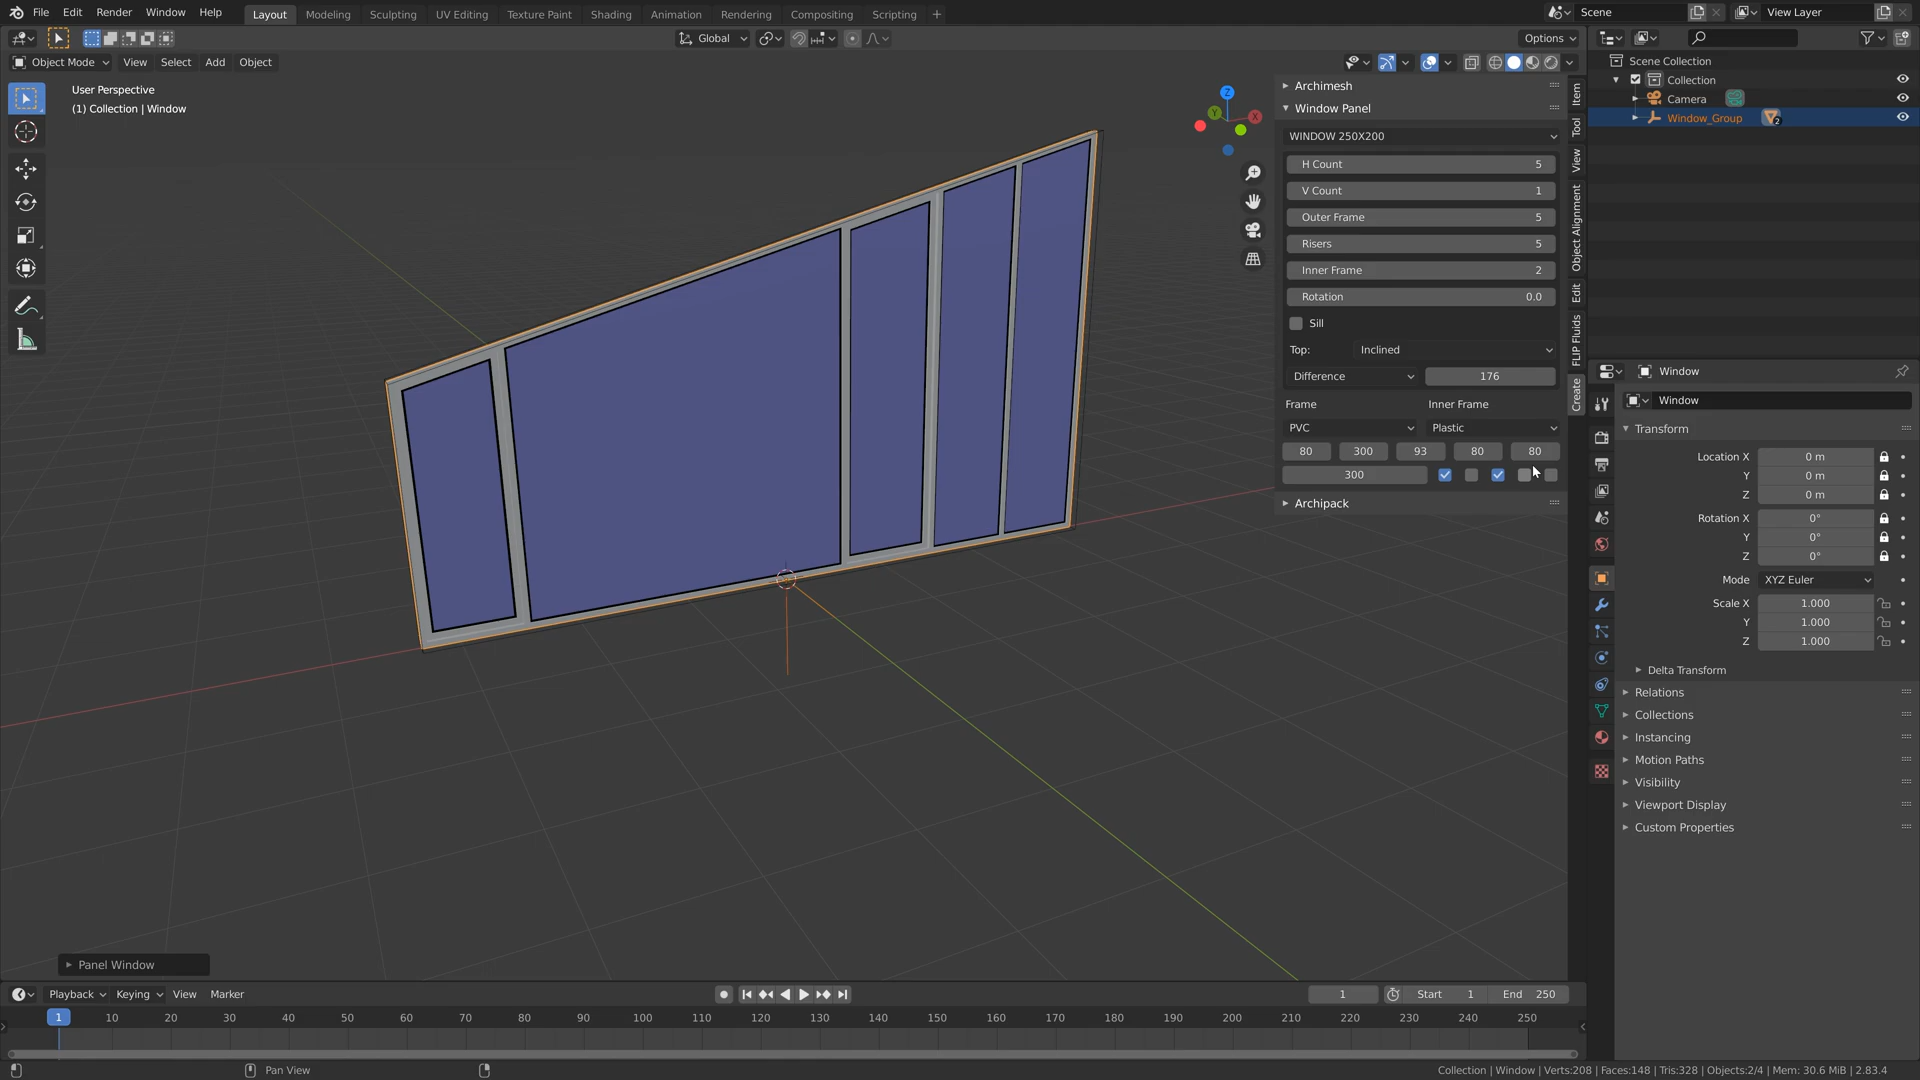 File Edit Render Window Help Layout Modeling Sculpting UV Editing Texture Paint Shading Animation Rendering Compositing Scripting + Scene View Layer
Global Options
Object Mode View Select Add Object
User Perspective
(1) Collection | Window
Z
Y
X
Archimesh
Window Panel
WINDOW 250X200
H Count 5
V Count 1
Outer Frame 5
Risers 5
Inner Frame 2
Rotation 0.0
Sill
Top: Inclined
Difference 176
Frame Inner Frame
PVC Plastic
80 300 93 80 80
300
Archipack
Item
Tool
View
Object Alignment
Edit
FLIP Fluids
Create
Scene Collection
Collection
Camera
Window_Group 2
Window
Window
Transform
Location X 0 m
Y 0 m
Z 0 m
Rotation X 0°
Y 0°
Z 0°
Mode XYZ Euler
Scale X 1.000
Y 1.000
Z 1.000
Delta Transform
Relations
Collections
Instancing
Motion Paths
Visibility
Viewport Display
Custom Properties
Panel Window
Playback Keying View Marker 1 Start 1 End 250
1 10 20 30 40 50 60 70 80 90 100 110 120 130 140 150 160 170 180 190 200 210 220 230 240 250
Pan View
Collection | Window | Verts:208 | Faces:148 | Tris:328 | Objects:2/4 | Mem: 30.6 MiB | 2.83.4